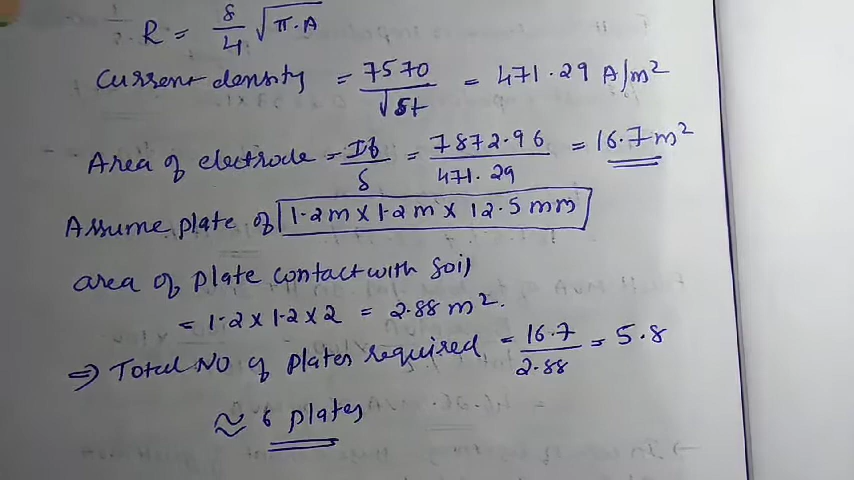 R = δ/4 √π.A
Current density = 7570/√δt = 471.29 A/m²
Area of electrode = If/δ = 7872.96/471.29 = 16.7 m²
Assume plate of 1.2m x 1.2m x 12.5 mm
area of plate contact with soil
= 1.2 x 1.2 x 2 = 2.88 m².
⇒ Total No of plates required = 16.7/2.88 = 5.8
≈ 6 plates